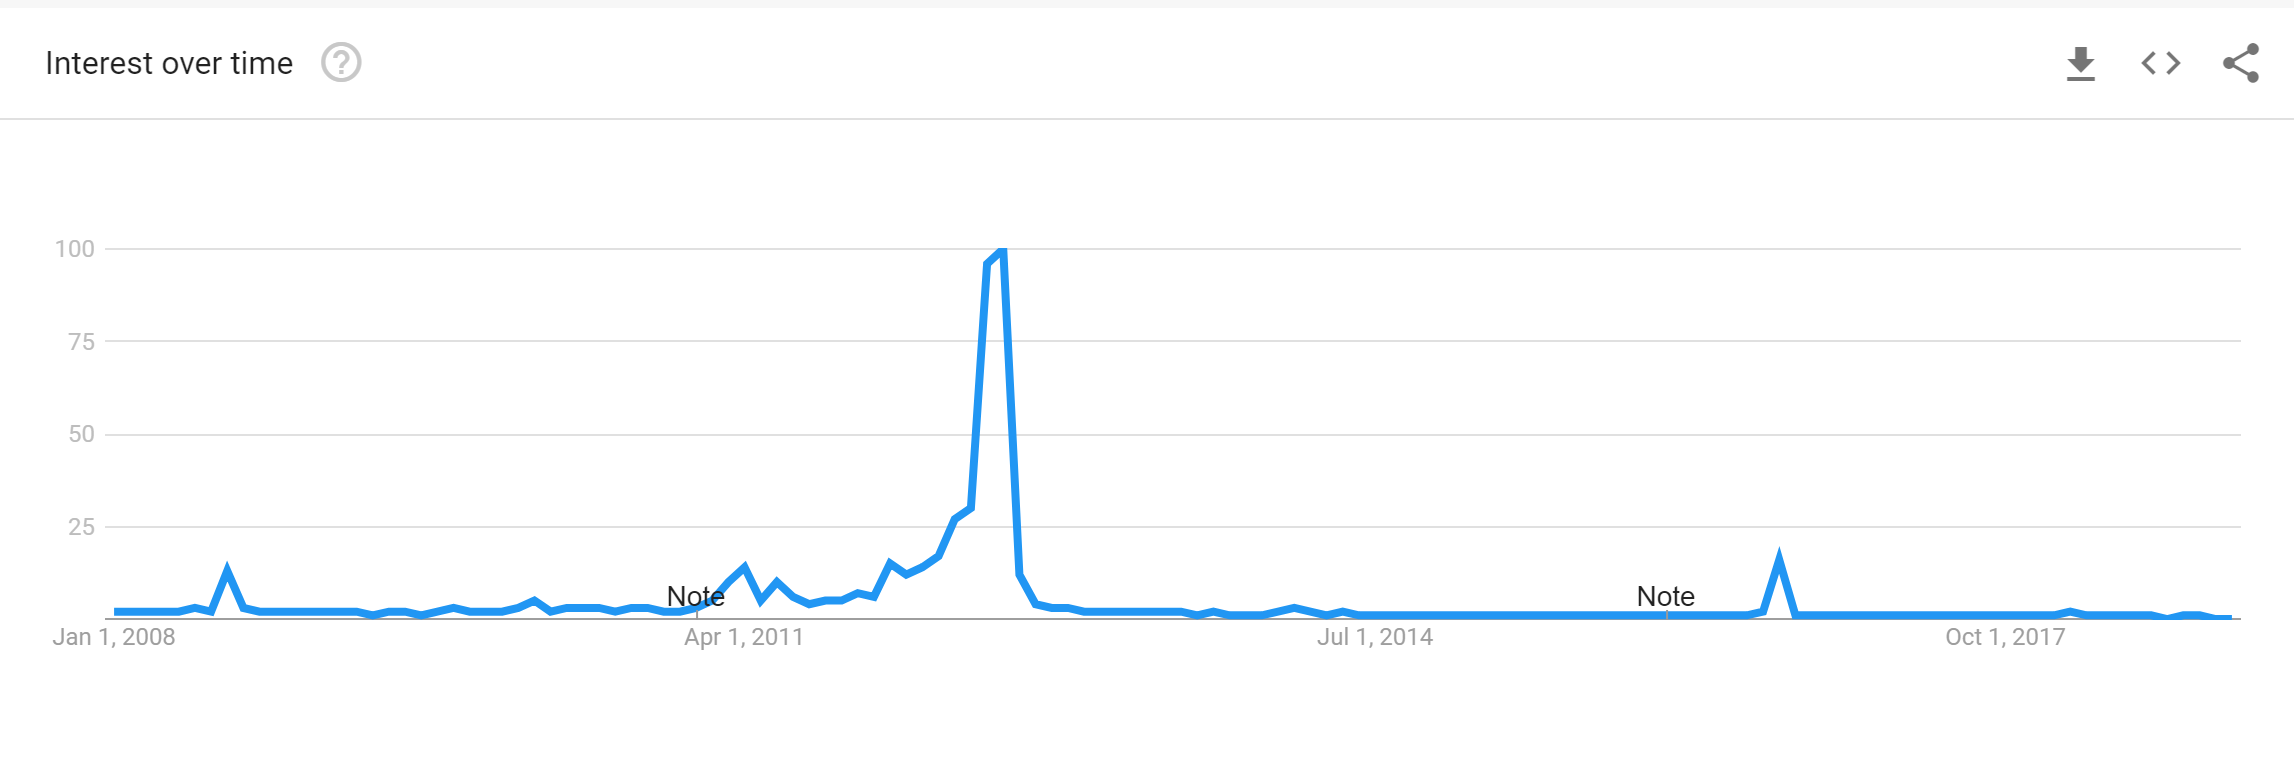 Interest over time ?
100
75
50
25
Note
Note
Jan 1, 2008
Apr 1, 2011
Jul 1, 2014
Oct 1, 2017